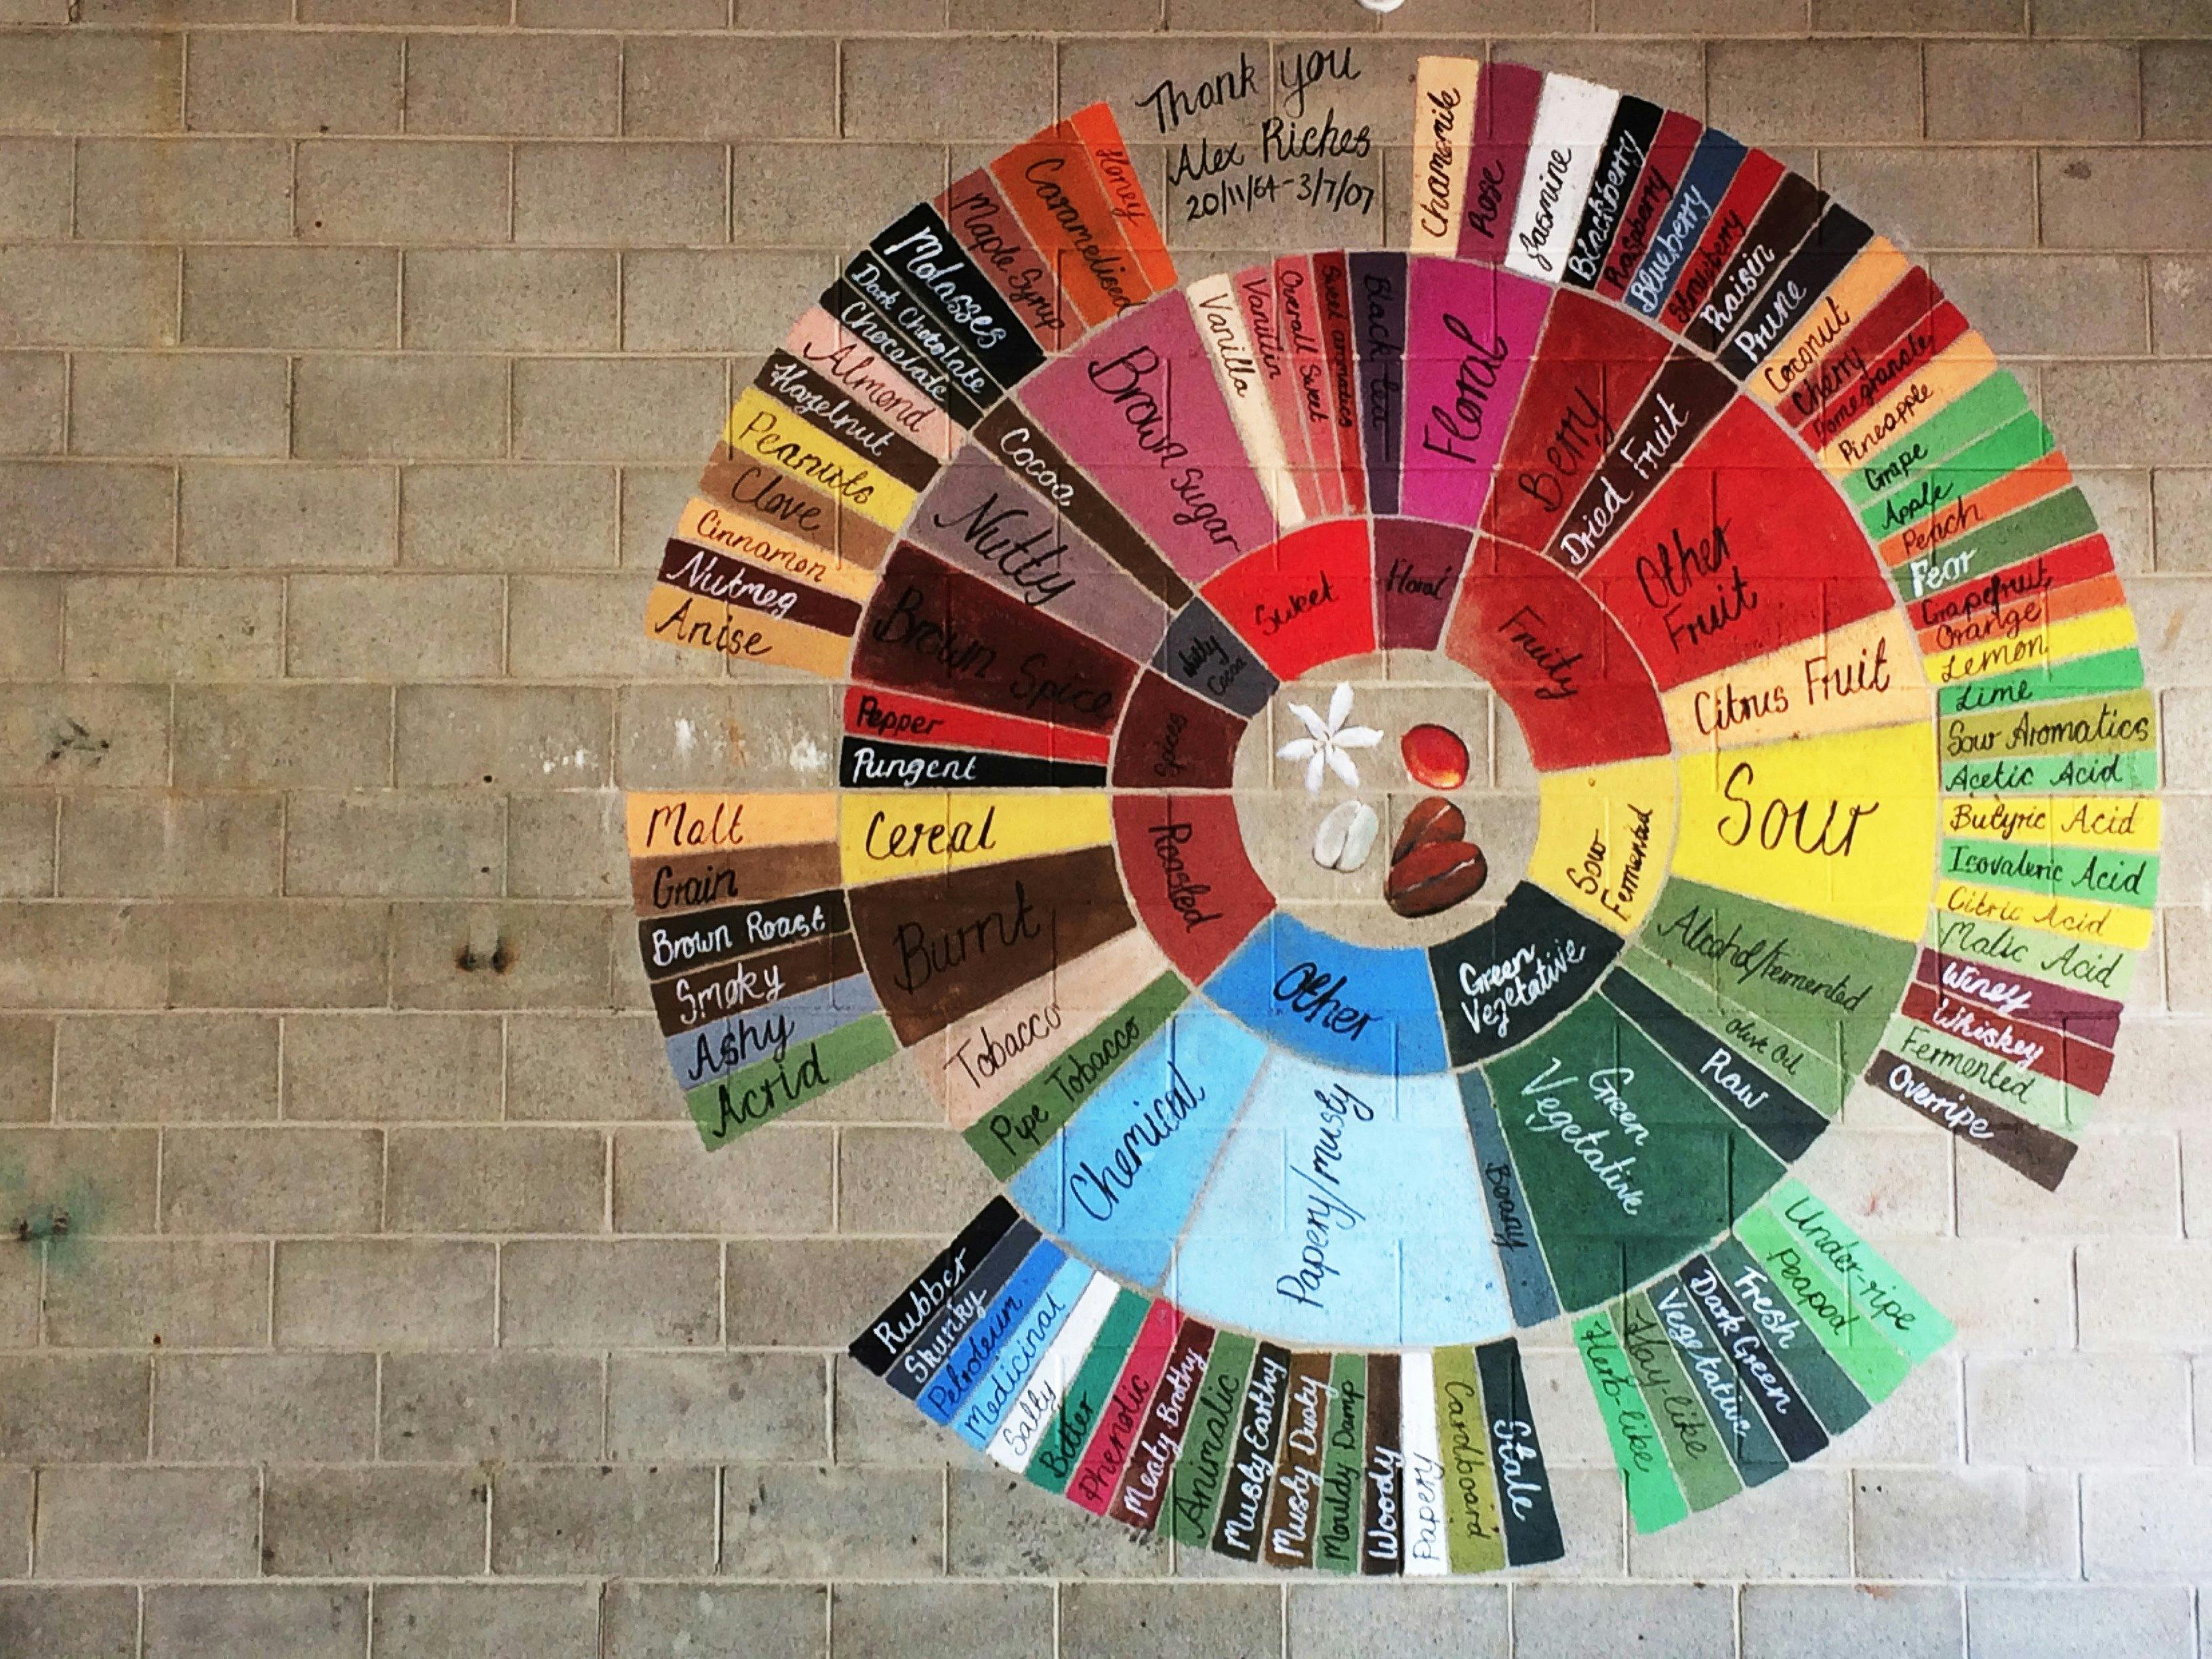 Thank you
Alex Riches
20/11/64-3/7/07
Sweet
Floral
Fruity
Sour
Fermented
Green
Vegetative
Other
Roasted
Spices
Nutty
Cocoa
Brown sugar
Vanilla
Vanillin
Overall Sweet
Sweet aromatics
Black tea
Floral
Berry
Dried Fruit
Other
Fruit
Citrus Fruit
Sour
Alcohol/Fermented
Olive Oil
Raw
Green
Vegetative
Beany
Papery/musty
Chemical
Pipe Tobacco
Tobacco
Burnt
Cereal
Pungent
Pepper
Brown Spice
Nutty
Cocoa
Chamomile
Rose
Jasmine
Blackberry
Raspberry
Blueberry
Strawberry
Raisin
Prune
Coconut
Cherry
Pomegranate
Pineapple
Grape
Apple
Peach
Pear
Grapefruit
Orange
Lemon
Lime
Sour Aromatics
Acetic Acid
Butyric Acid
Isovaleric Acid
Citric Acid
Malic Acid
Winey
Whiskey
Fermented
Overripe
Under-ripe
Peapod
Fresh
Dark Green
Vegetative
Hay-like
Herb-like
Stale
Cardboard
Papery
Woody
Mouldy Damp
Musty Dusty
Musty Earthy
Animalic
Meaty Brothy
Phenolic
Bitter
Salty
Medicinal
Petroleum
Skunky
Rubber
Acrid
Ashy
Smoky
Brown Roast
Grain
Malt
Anise
Nutmeg
Cinnamon
Clove
Peanuts
Hazelnut
Almond
Chocolate
Dark Chocolate
Molasses
Maple Syrup
Caramelised
Honey